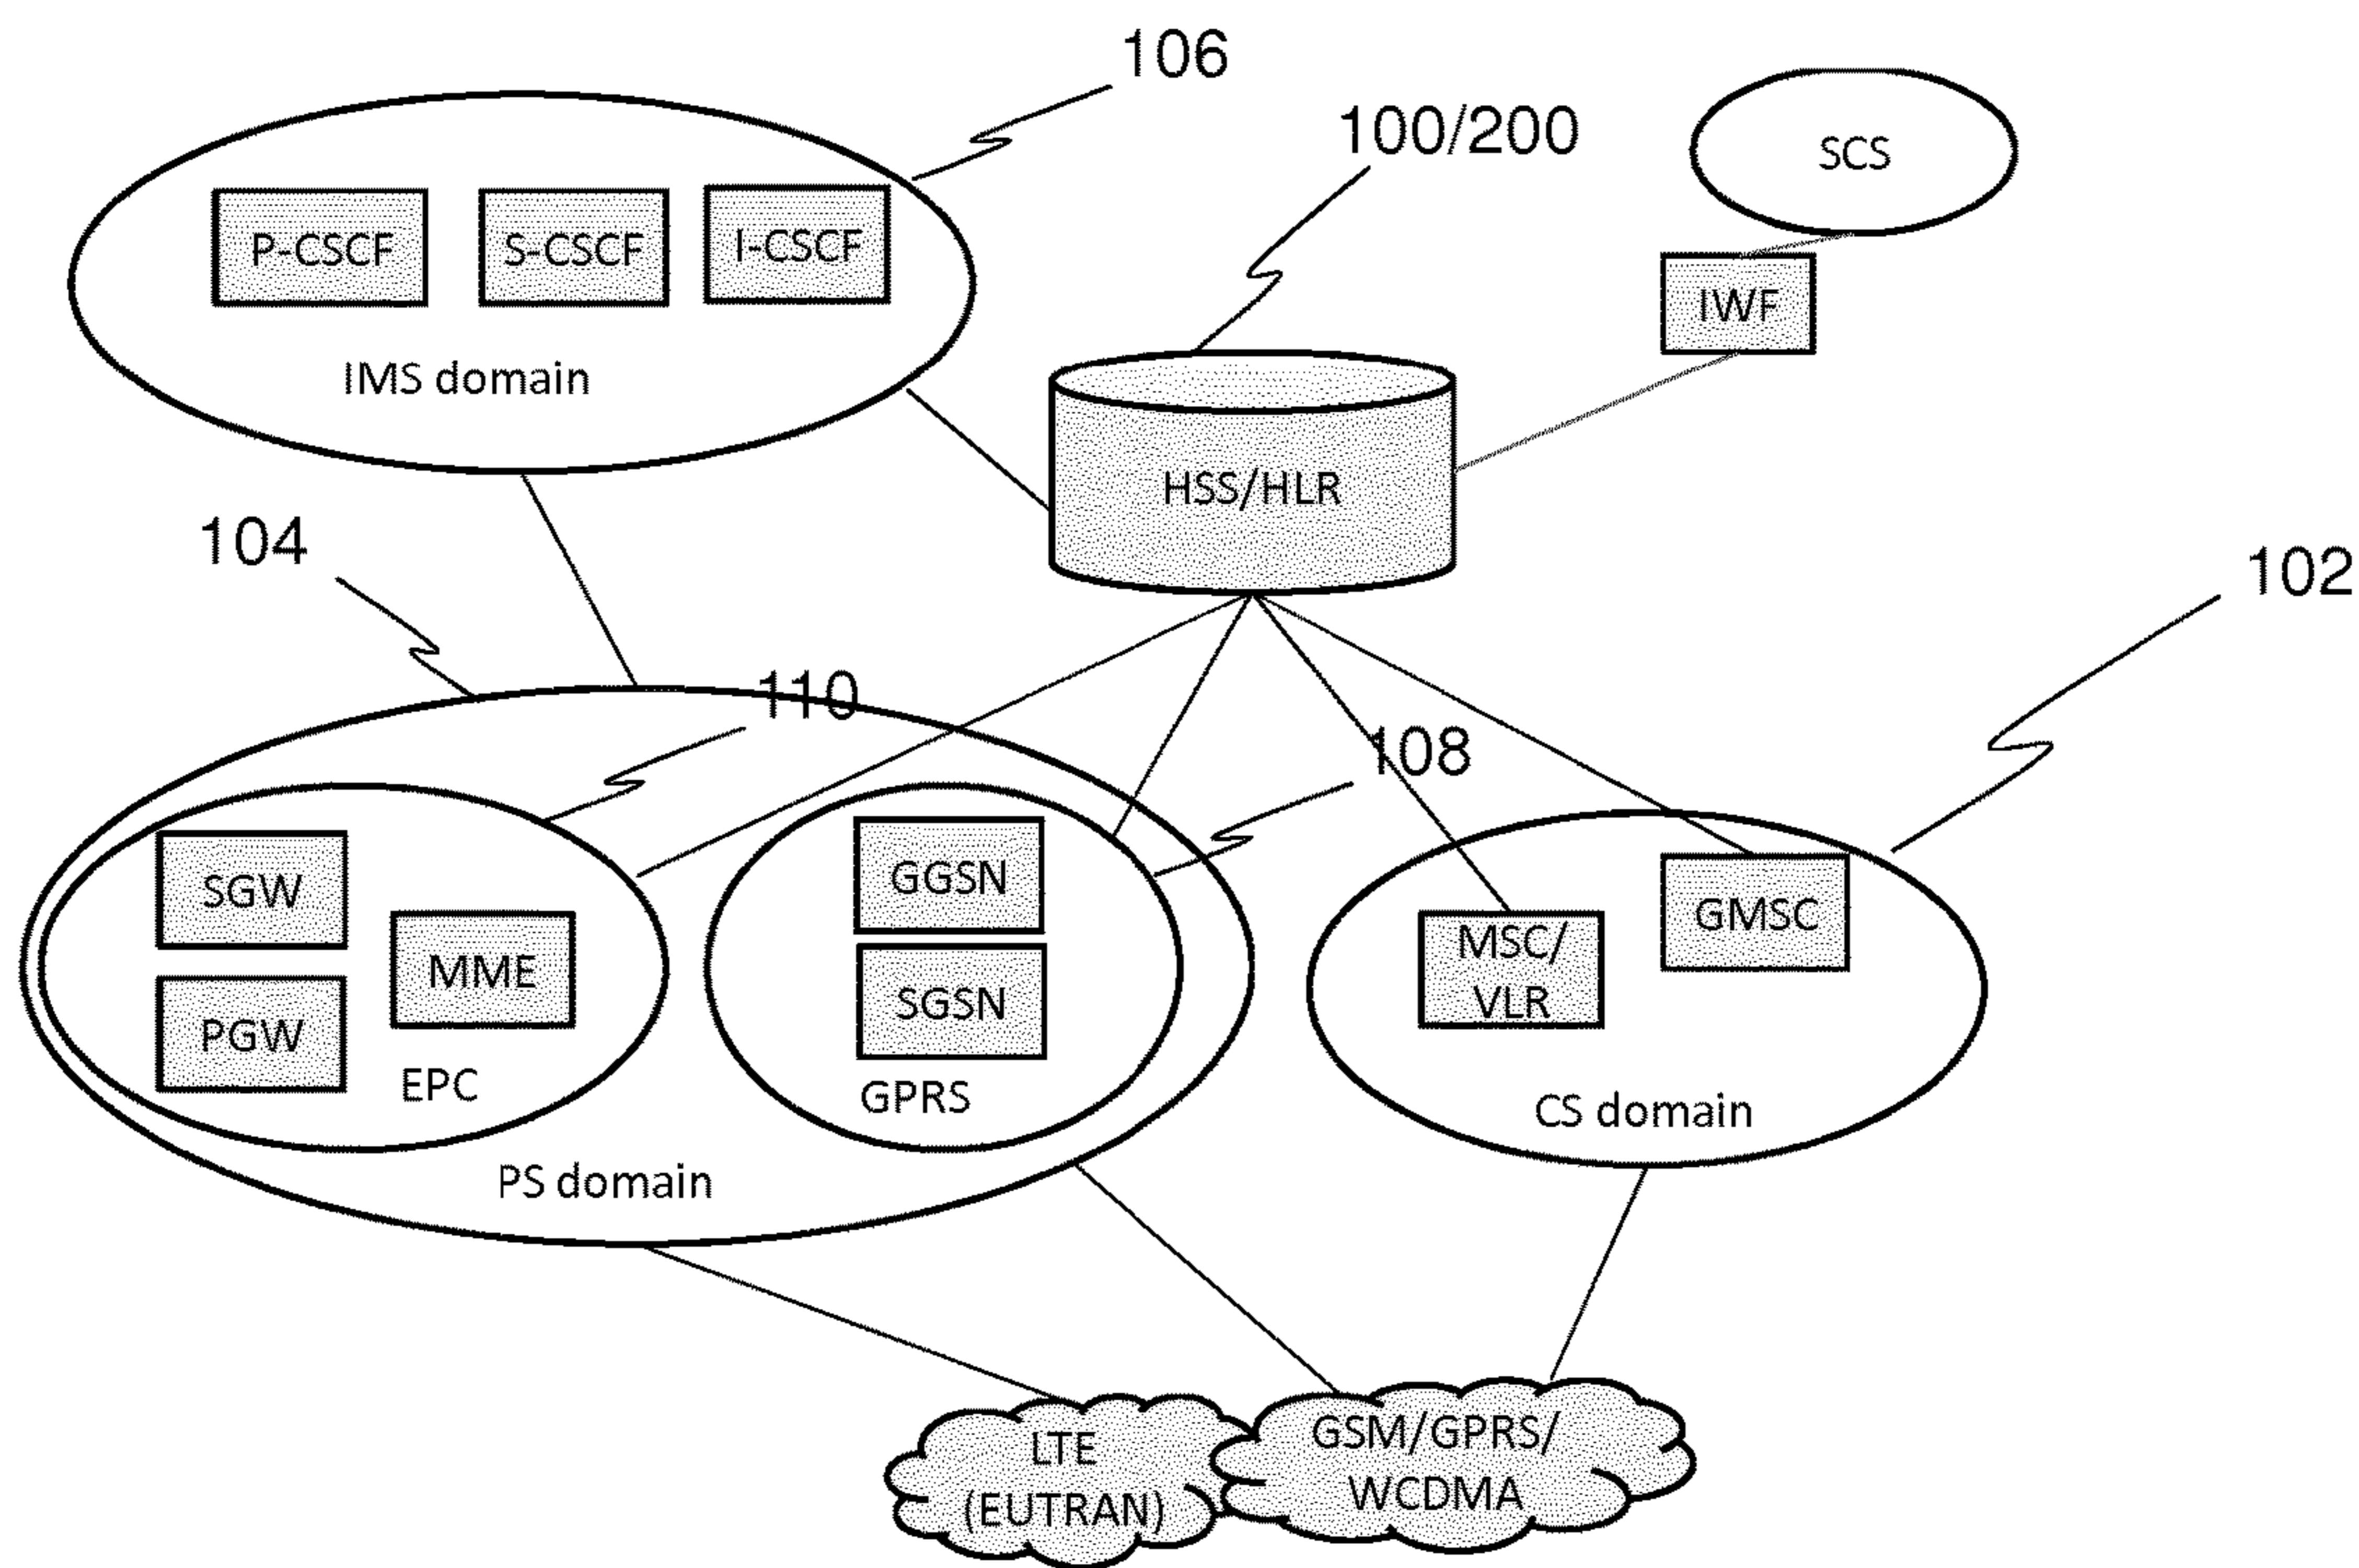 106
100/200
SCS
P-CSCF
S-CSCF
I-CSCF
IWF
IMS domain
HSS/HLR
104
102
110
108
SGW
GGSN
MSC/
VLR
GMSC
MME
SGSN
PGW
EPC
GPRS
CS domain
PS domain
LTE
(EUTRAN)
GSM/GPRS/
WCDMA